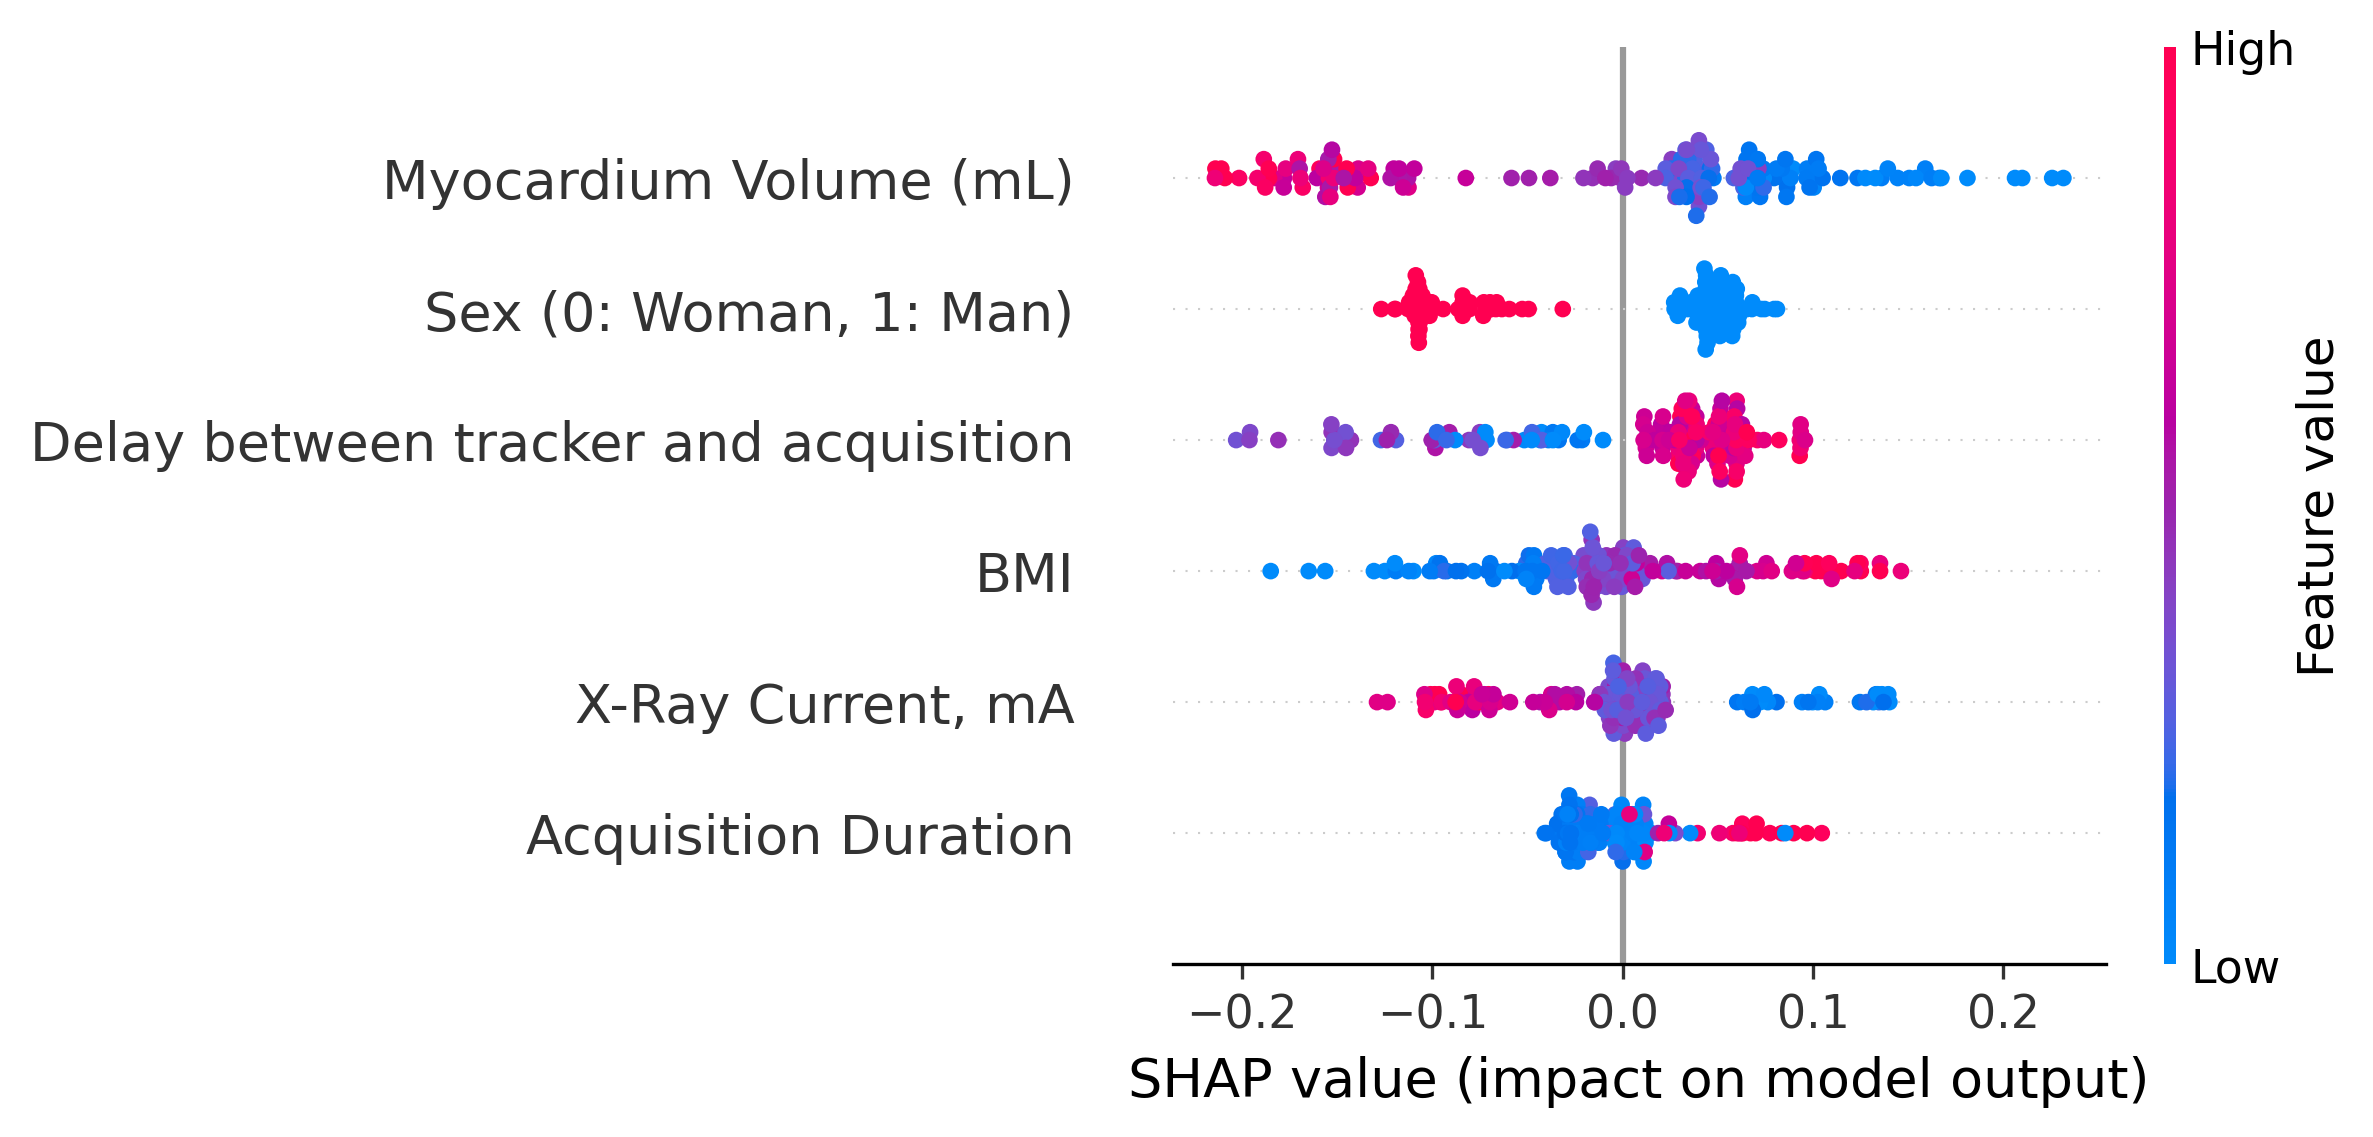 High
Myocardium Volume (mL)
Sex (0: Woman, 1: Man)
Delay between tracker and acquisition
BMI
X-Ray Current, mA
Acquisition Duration
Feature value
Low
−0.2 −0.1 0.0 0.1 0.2
SHAP value (impact on model output)